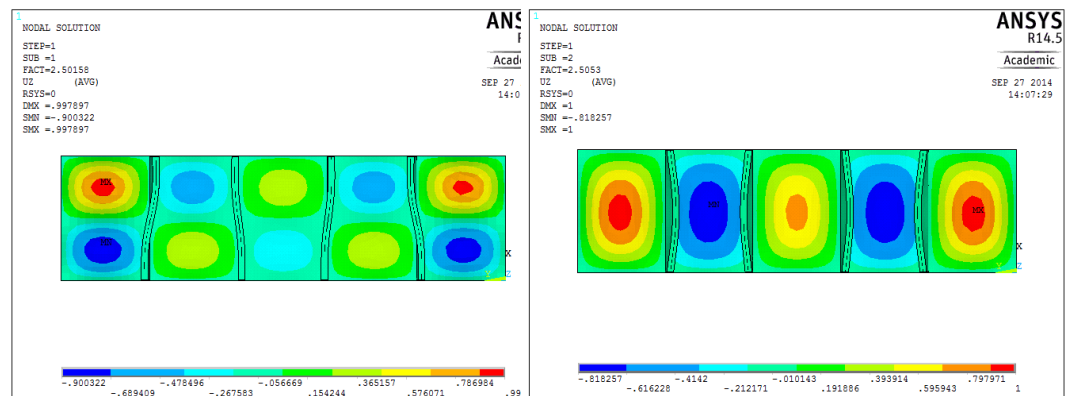 1
NODAL SOLUTION
STEP=1
SUB =1
FACT=2.50158
UZ (AVG)
RSYS=0
DMX =.997897
SMN =-.900322
SMX =.997897
ANS
Acad
SEP 27
14:0
MX
MN
X
Y Z
-.900322 -.478496 -.056669 .365157 .786984
-.689409 -.267583 .154244 .576071 .99
1
NODAL SOLUTION
STEP=1
SUB =2
FACT=2.5053
UZ (AVG)
RSYS=0
DMX =1
SMN =-.818257
SMX =1
ANSYS
R14.5
Academic
SEP 27 2014
14:07:29
MN
MX
X
Y Z
-.818257 -.4142 -.010143 .393914 .797971
-.616228 -.212171 .191886 .595943 1